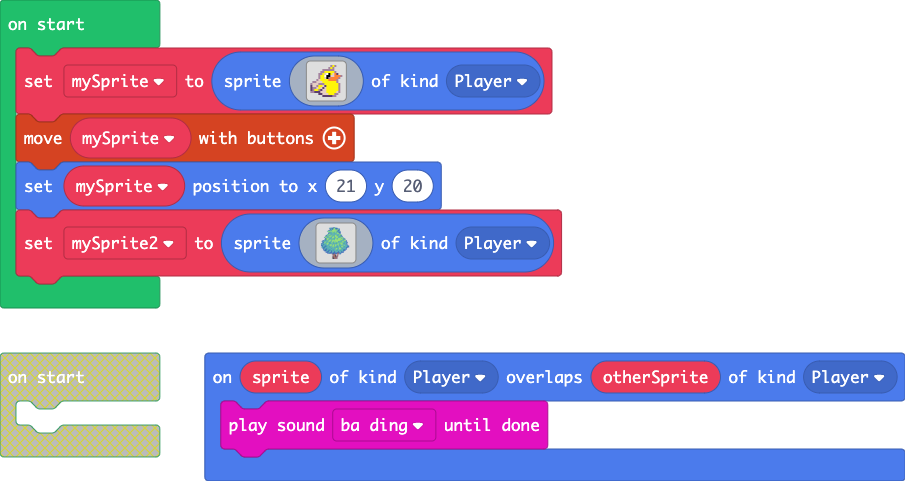 on start
set mySprite to sprite of kind Player
move mySprite with buttons
set mySprite position to x 21 y 20
set mySprite2 to sprite of kind Player
on start
on sprite of kind Player overlaps otherSprite of kind Player
play sound ba ding until done